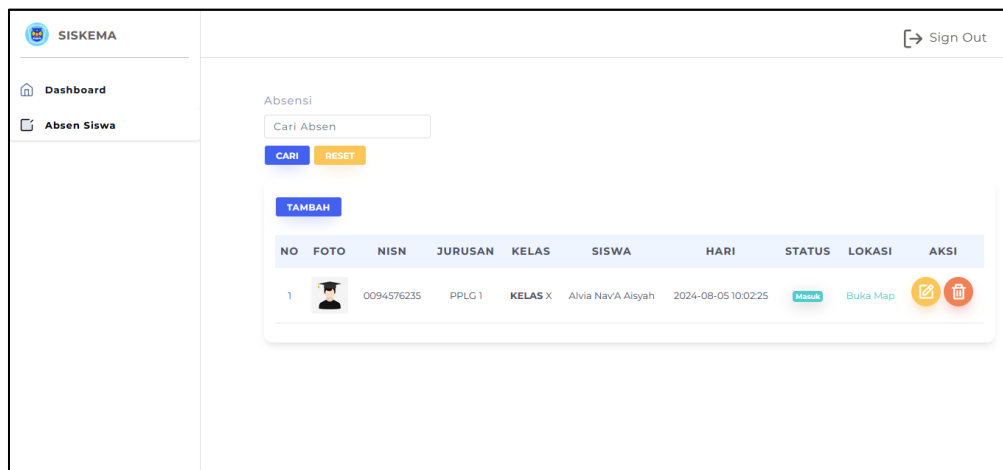 SISKEMA
Sign Out
Dashboard
Absen Siswa
Absensi
Cari Absen
CARI RESET
TAMBAH
NO FOTO NISN JURUSAN KELAS SISWA HARI STATUS LOKASI AKSI
1 0094576235 PPLG 1 KELAS X Alvia Nav'A Aisyah 2024-08-05 10:02:25 Masuk Buka Map